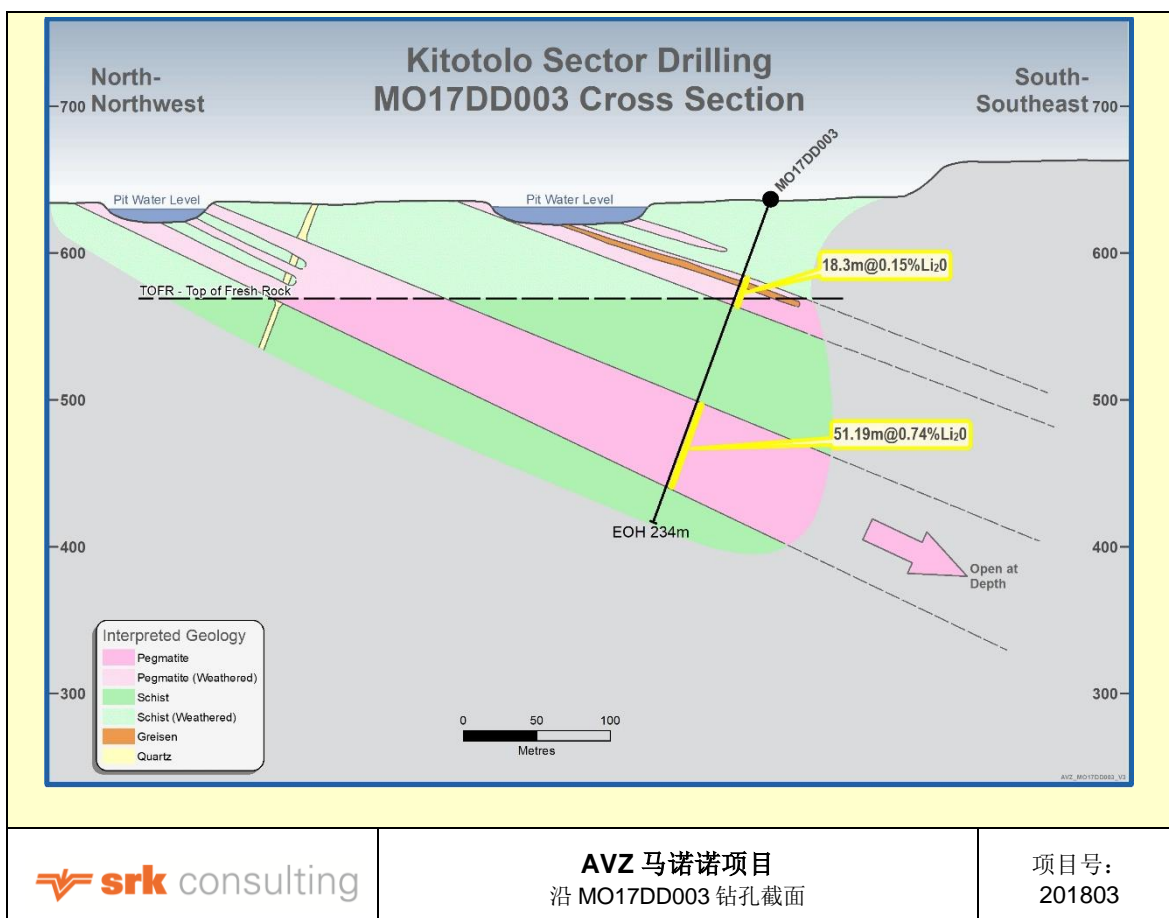 Kitotolo Sector Drilling
MO17DD003 Cross Section
North-
Northwest
South-
Southeast
700
700
MO17DD003
Pit Water Level
Pit Water Level
600
600
18.3m@0.15%Li₂0
TOFR - Top of Fresh Rock
500
500
51.19m@0.74%Li₂0
EOH 234m
400
400
Open at
Depth
Interpreted Geology
Pegmatite
Pegmatite (Weathered)
Schist
Schist (Weathered)
Greisen
Quartz
300
300
0 50 100
Metres
AVZ_MO17DD003_V3
srk consulting
AVZ 马诺诺项目
沿 MO17DD003 钻孔截面
项目号：
201803